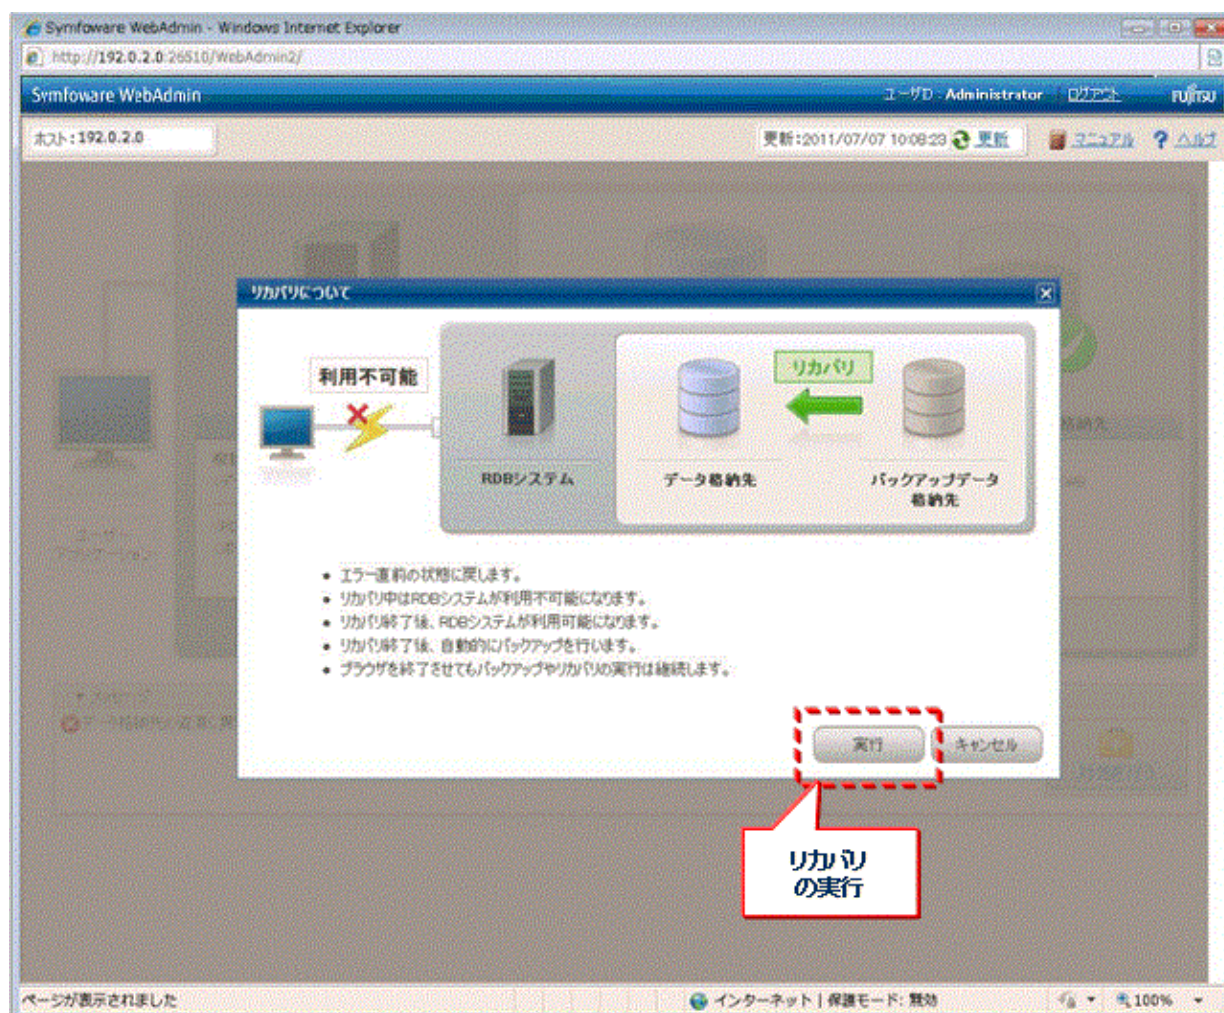 Symfoware WebAdmin - Windows Internet Explorer
http://192.0.2.0:26510/WebAdmin2/
Symfoware WebAdmin
ユーザID : Administrator
ログアウト
FUJITSU
ホスト：192.0.2.0
更新：2011/07/07 10:08:23
更新
マニュアル
? ヘルプ
リカバリについて
利用不可能
リカバリ
RDBシステム
データ格納先
バックアップデータ
格納先
ユーザー
アプリケーション
• エラー直前の状態に戻します。
• リカバリ中はRDBシステムが利用不可能になります。
• リカバリ終了後、RDBシステムが利用可能になります。
• リカバリ終了後、自動的にバックアップを行います。
• ブラウザを終了させてもバックアップやリカバリの実行は継続します。
実行
キャンセル
リカバリ
の実行
ページが表示されました
インターネット | 保護モード: 無効
100%